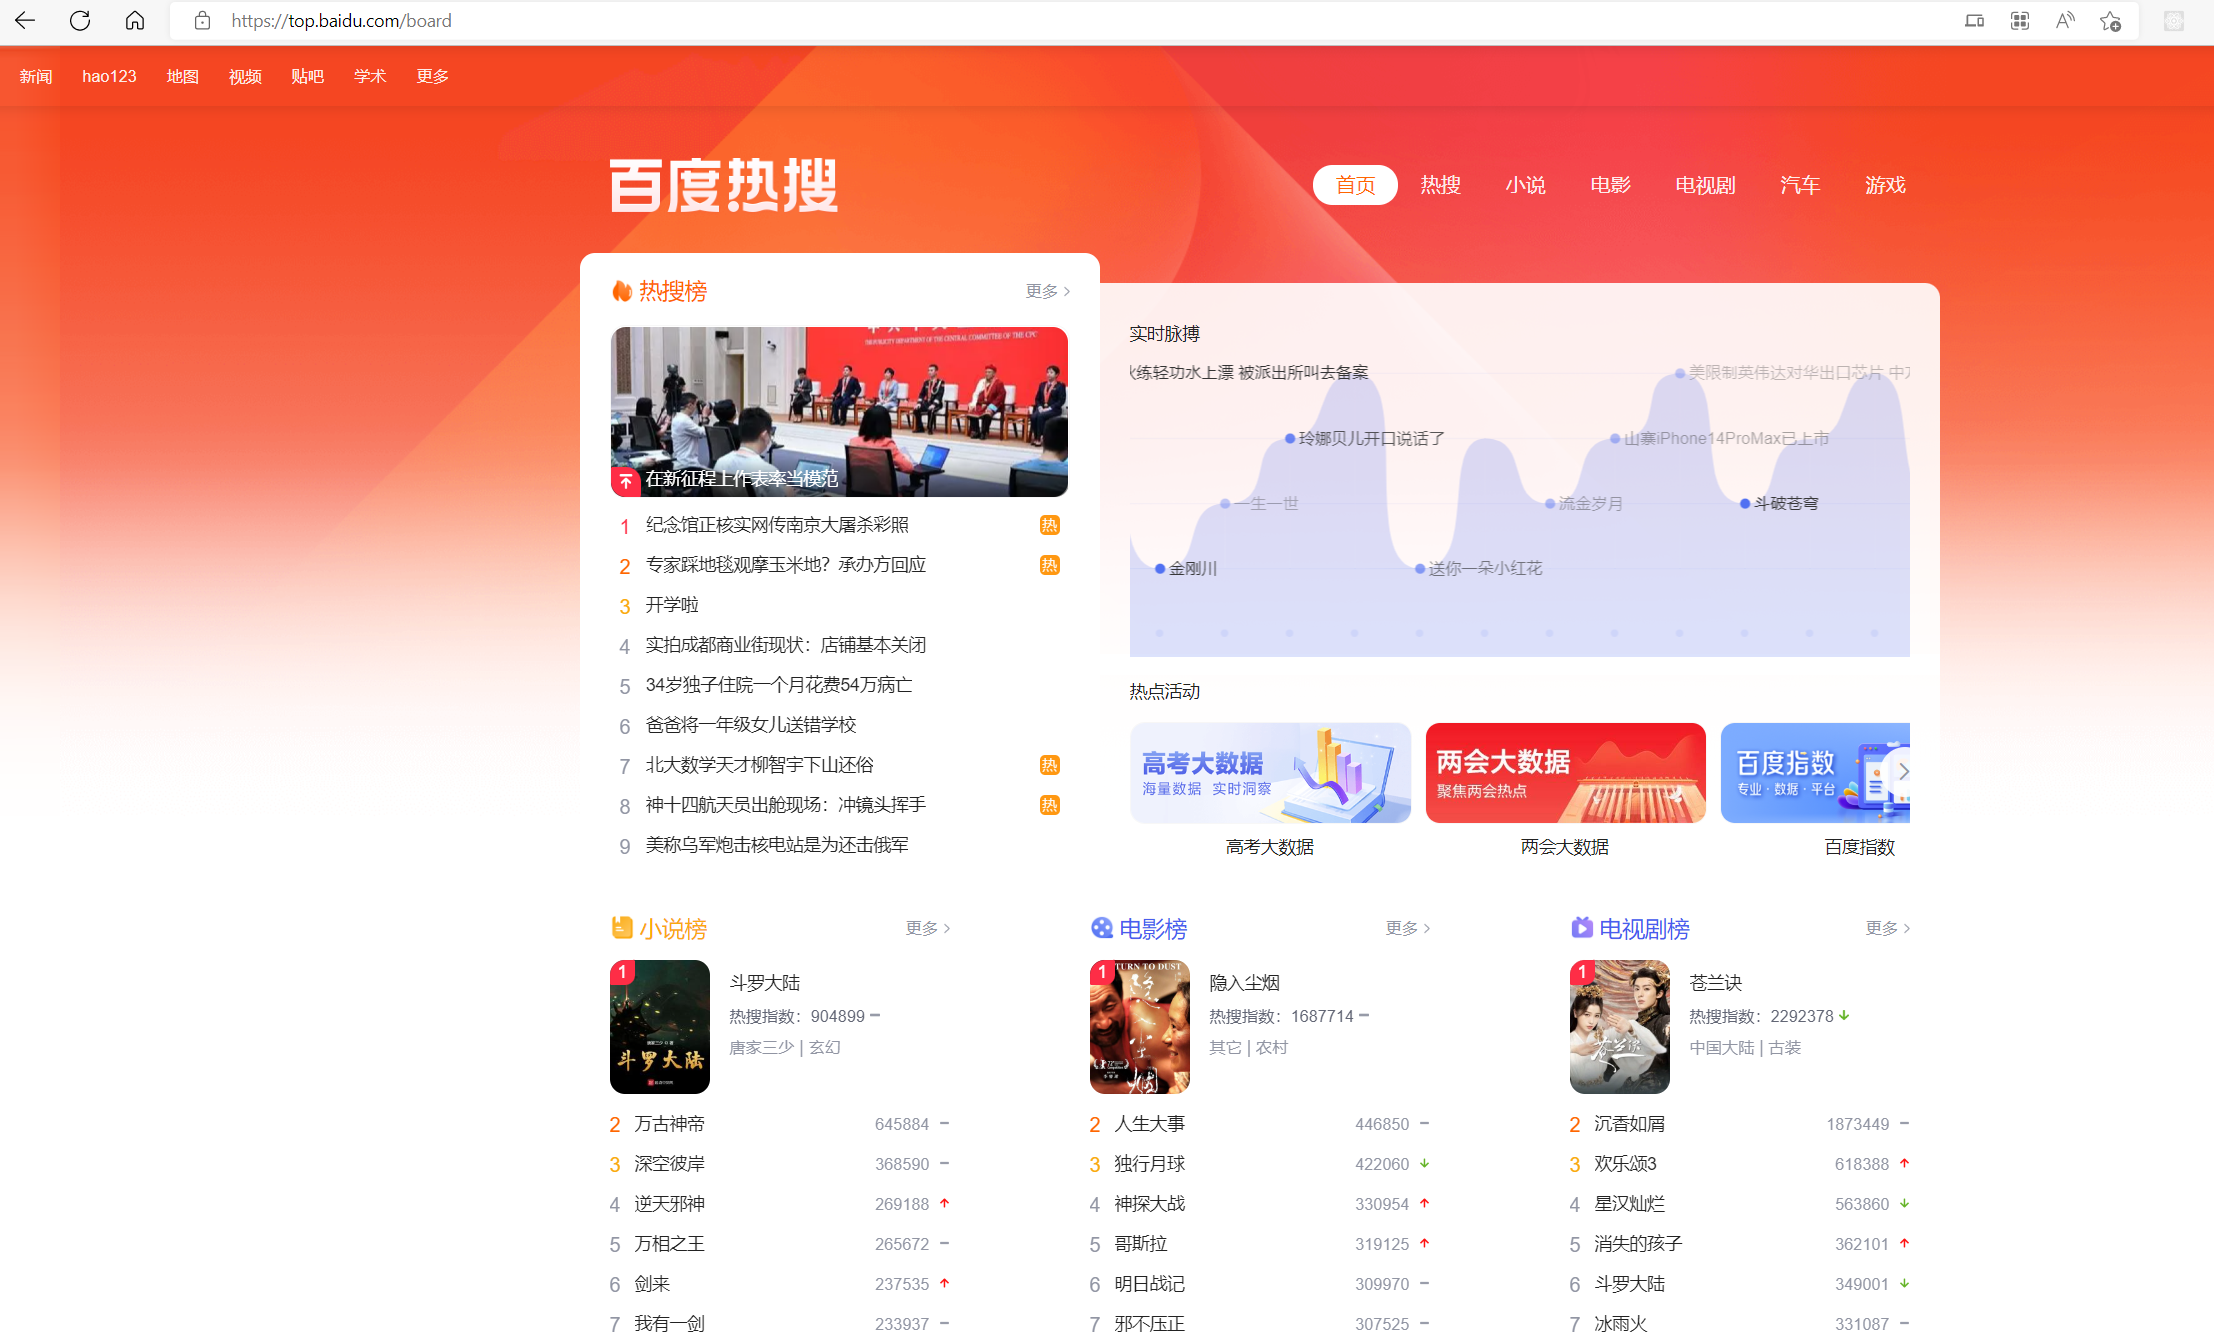 https://top.baidu.com/board
新闻 hao123 地图 视频 贴吧 学术 更多
百度热搜
首页 热搜 小说 电影 电视剧 汽车 游戏
热搜榜 更多
THE PUBLICITY DEPARTMENT OF THE CENTRAL COMMITTEE OF THE CPC
在新征程上作表率当模范
1 纪念馆正核实网传南京大屠杀彩照 热
2 专家踩地毯观摩玉米地？承办方回应 热
3 开学啦
4 实拍成都商业街现状：店铺基本关闭
5 34岁独子住院一个月花费54万病亡
6 爸爸将一年级女儿送错学校
7 北大数学天才柳智宇下山还俗 热
8 神十四航天员出舱现场：冲镜头挥手 热
9 美称乌军炮击核电站是为还击俄军
实时脉搏
练轻功水上漂 被派出所叫去备案
美限制英伟达对华出口芯片
玲娜贝儿开口说话了
山寨iPhone14ProMax已上市
一生一世
流金岁月
斗破苍穹
金刚川
送你一朵小红花
热点活动
高考大数据
海量数据 实时洞察
两会大数据
聚焦两会热点
百度指数
专业·数据·平台
高考大数据
两会大数据
百度指数
小说榜 更多
1
斗罗大陆
斗罗大陆
热搜指数：904899
唐家三少 | 玄幻
2 万古神帝 645884
3 深空彼岸 368590
4 逆天邪神 269188
5 万相之王 265672
6 剑来 237535
7 我有一剑 233937
电影榜 更多
1
TURN TO DUST
隐入尘烟
热搜指数：1687714
其它 | 农村
2 人生大事 446850
3 独行月球 422060
4 神探大战 330954
5 哥斯拉 319125
6 明日战记 309970
7 邪不压正 307525
电视剧榜 更多
1
苍兰诀
苍兰诀
热搜指数：2292378
中国大陆 | 古装
2 沉香如屑 1873449
3 欢乐颂3 618388
4 星汉灿烂 563860
5 消失的孩子 362101
6 斗罗大陆 349001
7 冰雨火 331087